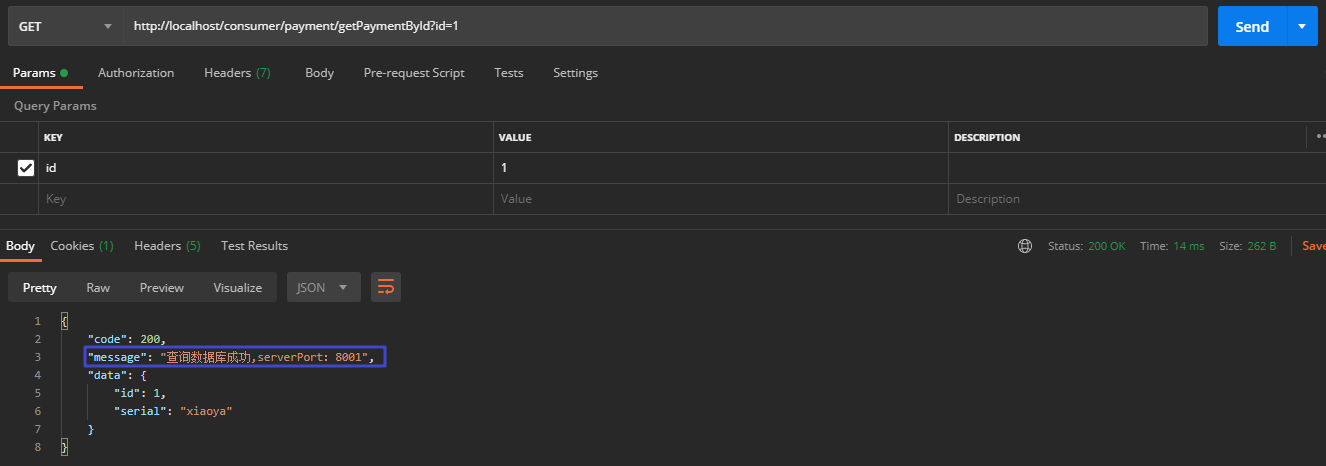 GET http://localhost/consumer/payment/getPaymentById?id=1 Send
Params Authorization Headers (7) Body Pre-request Script Tests Settings
Query Params
KEY VALUE DESCRIPTION
id 1
Key Value Description
Body Cookies (1) Headers (5) Test Results Status: 200 OK Time: 14 ms Size: 262 B Save
Pretty Raw Preview Visualize JSON
1 {
2 "code": 200,
3 "message": "查询数据库成功,serverPort: 8001",
4 "data": {
5 "id": 1,
6 "serial": "xiaoya"
7 }
8 }